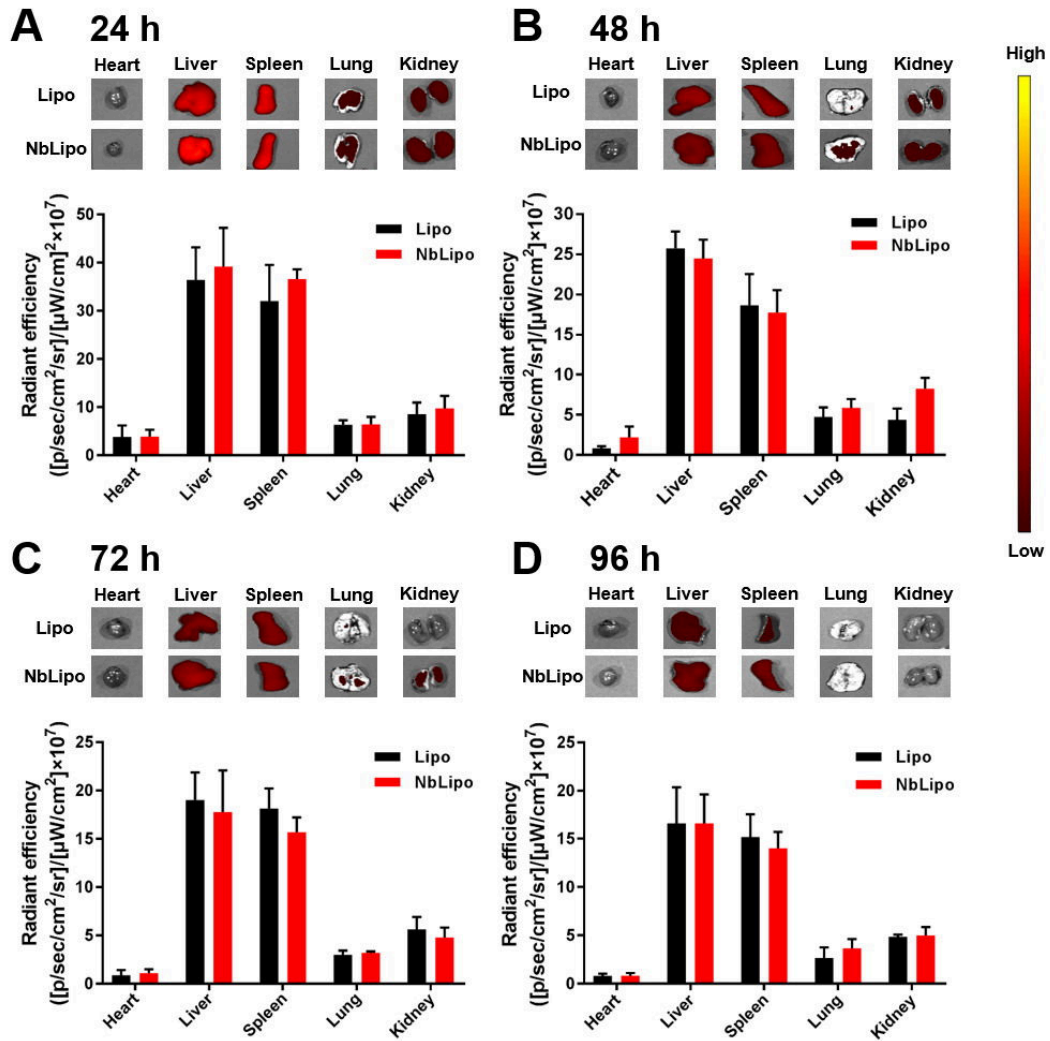 A 24 h
Heart Liver Spleen Lung Kidney
Lipo
NbLipo
Radiant efficiency
([p/sec/cm²/sr]/[µW/cm]²×10⁷)
50
40
30
20
10
0
Lipo
NbLipo
Heart Liver Spleen Lung Kidney
B 48 h
Heart Liver Spleen Lung Kidney
Lipo
NbLipo
Radiant efficiency
([p/sec/cm²/sr]/[µW/cm²]×10⁷)
30
25
20
15
10
5
0
Lipo
NbLipo
Heart Liver Spleen Lung Kidney
High
Low
C 72 h
Heart Liver Spleen Lung Kidney
Lipo
NbLipo
Radiant efficiency
([p/sec/cm²/sr]/[µW/cm²]×10⁷)
25
20
15
10
5
0
Lipo
NbLipo
Heart Liver Spleen Lung Kidney
D 96 h
Heart Liver Spleen Lung Kidney
Lipo
NbLipo
Radiant efficiency
([p/sec/cm²/sr]/[µW/cm²]×10⁷)
25
20
15
10
5
0
Lipo
NbLipo
Heart Liver Spleen Lung Kidney